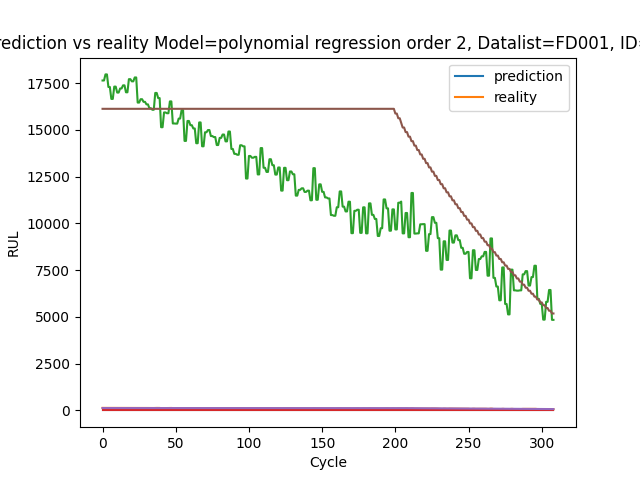 rediction vs reality Model=polynomial regression order 2, Datalist=FD001, ID=
prediction
reality
17500
15000
12500
10000
7500
5000
2500
0
RUL
0 50 100 150 200 250 300
Cycle